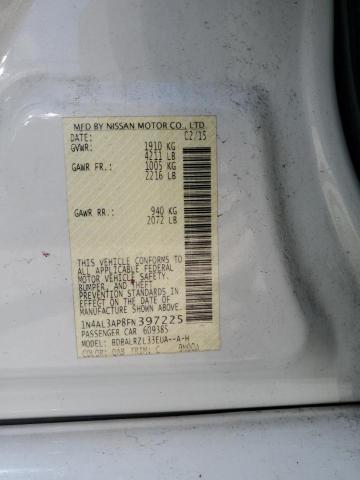 MFD BY NISSAN MOTOR CO., LTD
DATE: 02/15
GVWR: 1910 KG
4211 LB
GAWR FR.: 1005 KG
2216 LB
GAWR RR.: 940 KG
2072 LB
THIS VEHICLE CONFORMS TO
ALL APPLICABLE FEDERAL
MOTOR VEHICLE SAFETY,
BUMPER, AND THEFT
PREVENTION STANDARDS IN
EFFECT ON THE DATE OF
MANUFACTURE SHOWN ABOVE.
1N4AL3AP8FN397225
PASSENGER CAR 609385
MODEL: BDBALRZL33EUA--A-H
COLOR: QAB TRIM: C